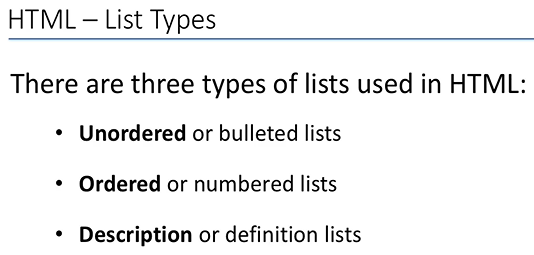 HTML – List Types
There are three types of lists used in HTML:
• Unordered or bulleted lists
• Ordered or numbered lists
• Description or definition lists